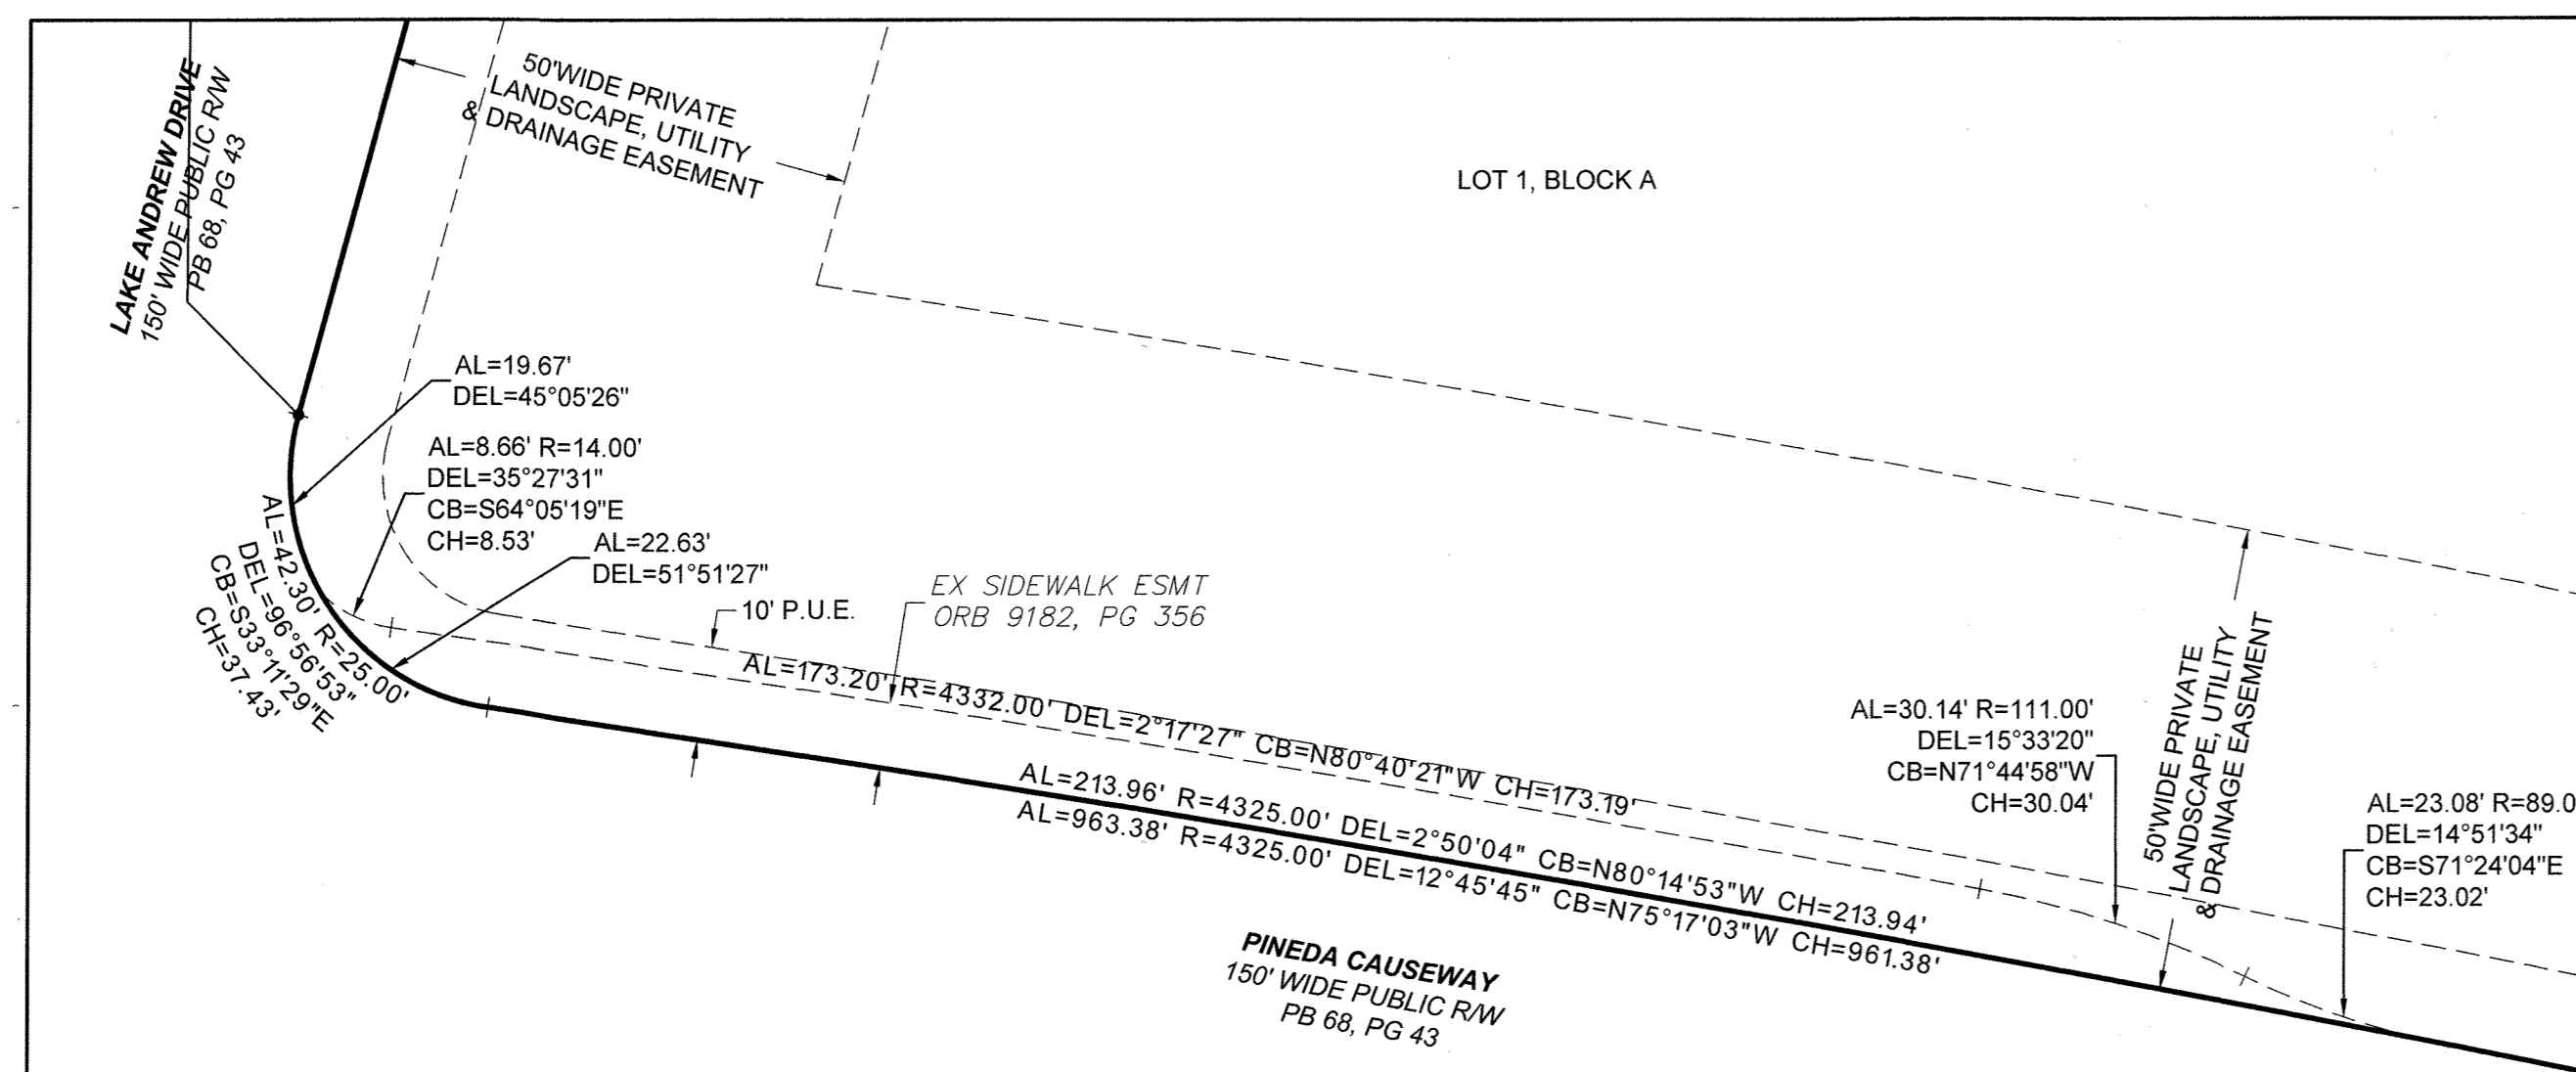 LAKE ANDREW DRIVE
150' WIDE PUBLIC R/W
PB 68, PG 43
50'WIDE PRIVATE
LANDSCAPE, UTILITY
& DRAINAGE EASEMENT
LOT 1, BLOCK A
AL=19.67'
DEL=45°05'26"
AL=8.66' R=14.00'
DEL=35°27'31"
CB=S64°05'19"E
CH=8.53'
AL=22.63'
DEL=51°51'27"
AL=42.30' R=25.00'
DEL=96°56'53"
CB=S33°11'29"E
CH=37.43'
10' P.U.E.
EX SIDEWALK ESMT
ORB 9182, PG 356
AL=173.20' R=4332.00' DEL=2°17'27" CB=N80°40'21"W CH=173.19'
AL=213.96' R=4325.00' DEL=2°50'04" CB=N80°14'53"W CH=213.94'
AL=963.38' R=4325.00' DEL=12°45'45" CB=N75°17'03"W CH=961.38'
PINEDA CAUSEWAY
150' WIDE PUBLIC R/W
PB 68, PG 43
AL=30.14' R=111.00'
DEL=15°33'20"
CB=N71°44'58"W
CH=30.04'
50'WIDE PRIVATE
LANDSCAPE, UTILITY
& DRAINAGE EASEMENT
AL=23.08' R=89.0
DEL=14°51'34"
CB=S71°24'04"E
CH=23.02'